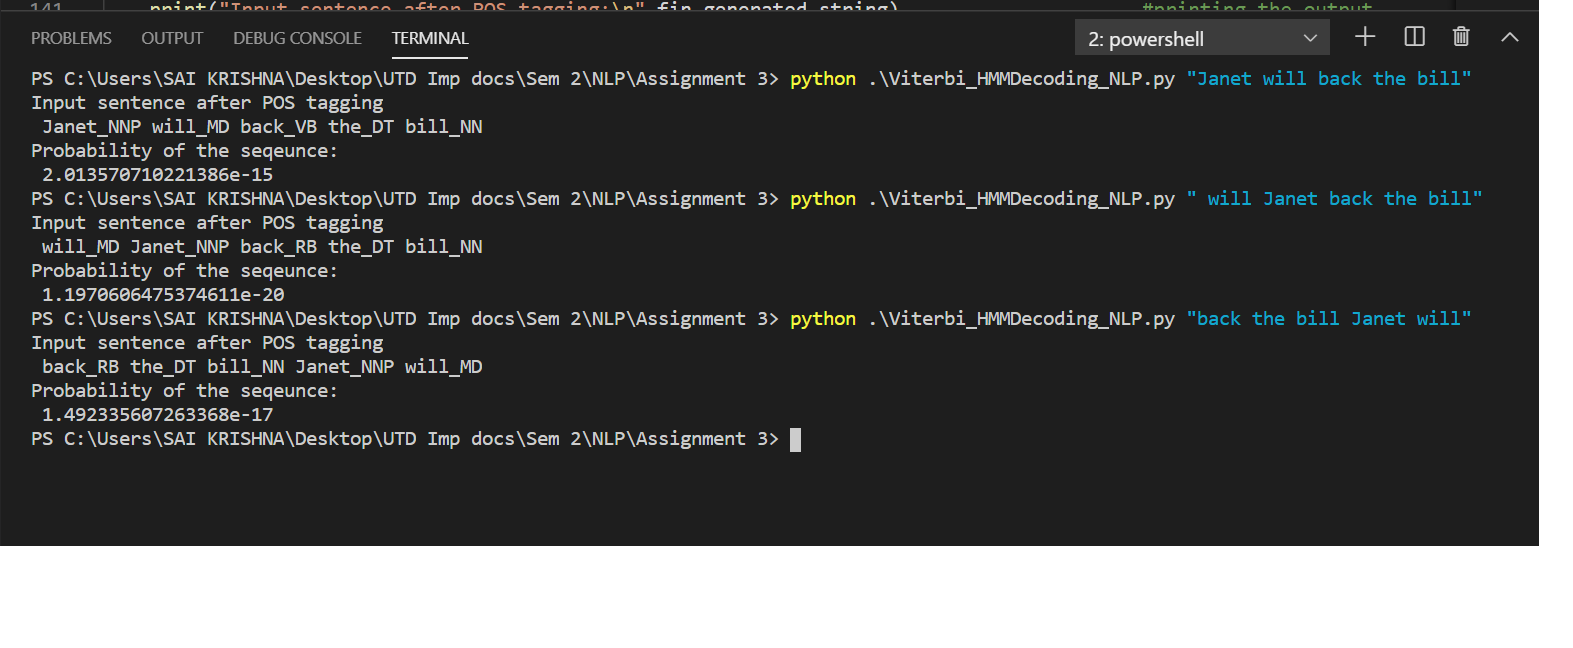 141 print("Input sentence after POS tagging:\n" fin_generated_string) #printing the output
PROBLEMS OUTPUT DEBUG CONSOLE TERMINAL 2: powershell
PS C:\Users\SAI KRISHNA\Desktop\UTD Imp docs\Sem 2\NLP\Assignment 3> python .\Viterbi_HMMDecoding_NLP.py "Janet will back the bill"
Input sentence after POS tagging
Janet_NNP will_MD back_VB the_DT bill_NN
Probability of the seqeunce:
2.013570710221386e-15
PS C:\Users\SAI KRISHNA\Desktop\UTD Imp docs\Sem 2\NLP\Assignment 3> python .\Viterbi_HMMDecoding_NLP.py " will Janet back the bill"
Input sentence after POS tagging
will_MD Janet_NNP back_RB the_DT bill_NN
Probability of the seqeunce:
1.1970606475374611e-20
PS C:\Users\SAI KRISHNA\Desktop\UTD Imp docs\Sem 2\NLP\Assignment 3> python .\Viterbi_HMMDecoding_NLP.py "back the bill Janet will"
Input sentence after POS tagging
back_RB the_DT bill_NN Janet_NNP will_MD
Probability of the seqeunce:
1.492335607263368e-17
PS C:\Users\SAI KRISHNA\Desktop\UTD Imp docs\Sem 2\NLP\Assignment 3>